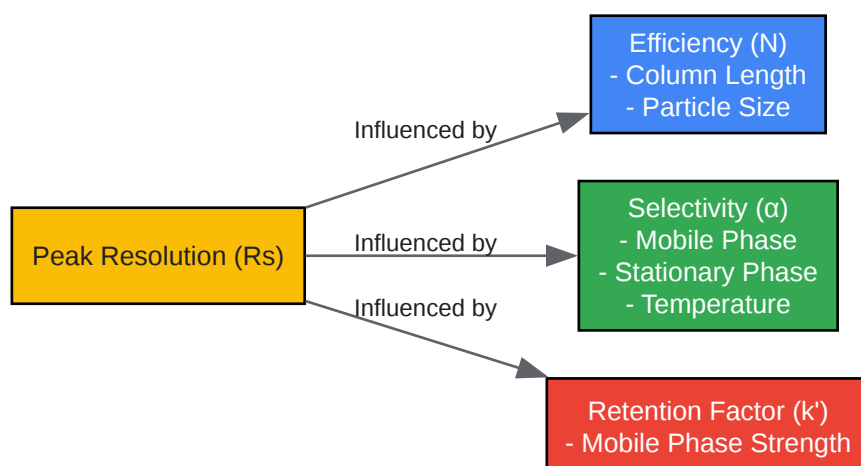 Efficiency (N)
- Column Length
- Particle Size
Influenced by
Selectivity (α)
- Mobile Phase
- Stationary Phase
- Temperature
Peak Resolution (Rs)
Influenced by
Influenced by
Retention Factor (k')
- Mobile Phase Strength